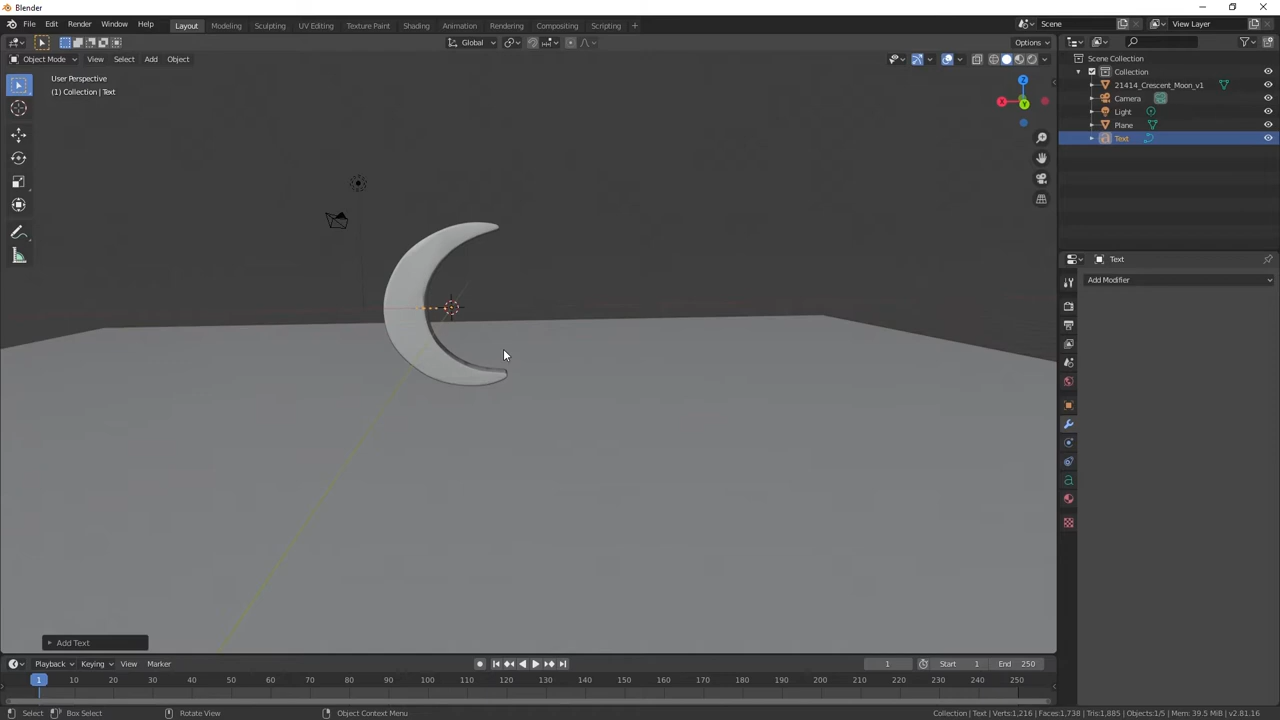 Blender
File Edit Render Window Help Layout Modeling Sculpting UV Editing Texture Paint Shading Animation Rendering Compositing Scripting + Scene View Layer
Global Options
Object Mode View Select Add Object
User Perspective
(1) Collection | Text
X Y Z
Scene Collection
Collection
21414_Crescent_Moon_v1
Camera
Light
Plane
Text
Text
Add Modifier
Add Text
Playback Keying View Marker 1 Start 1 End 250
1 10 20 30 40 50 60 70 80 90 100 110 120 130 140 150 160 170 180 190 200 210 220 230 240 250
Select Box Select Rotate View Object Context Menu Collection | Text | Verts:1,216 | Faces:1,738 | Tris:1,885 | Objects:1/5 | Mem: 39.5 MiB | v2.81.16